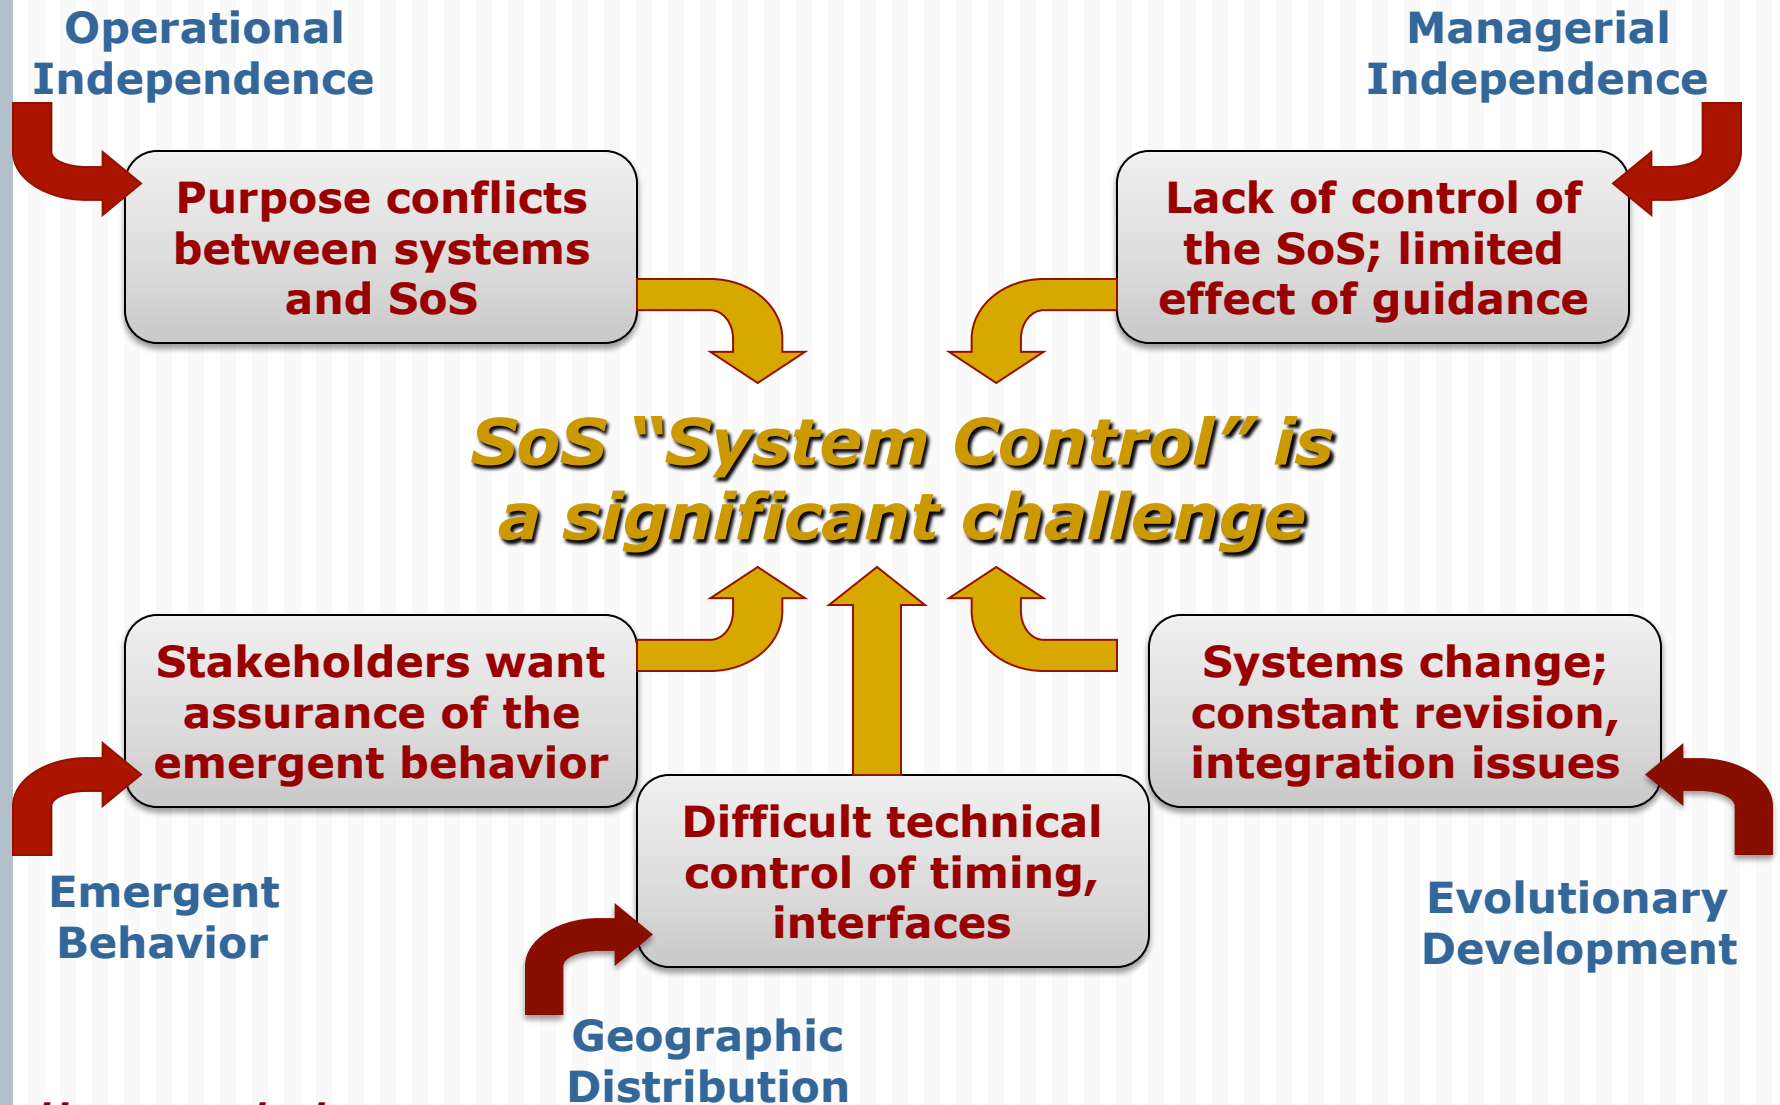 Operational
Independence
Managerial
Independence
Purpose conflicts
between systems
and SoS
Lack of control of
the SoS; limited
effect of guidance
SoS “System Control” is
a significant challenge
Stakeholders want
assurance of the
emergent behavior
Systems change;
constant revision,
integration issues
Difficult technical
control of timing,
interfaces
Emergent
Behavior
Evolutionary
Development
Geographic
Distribution